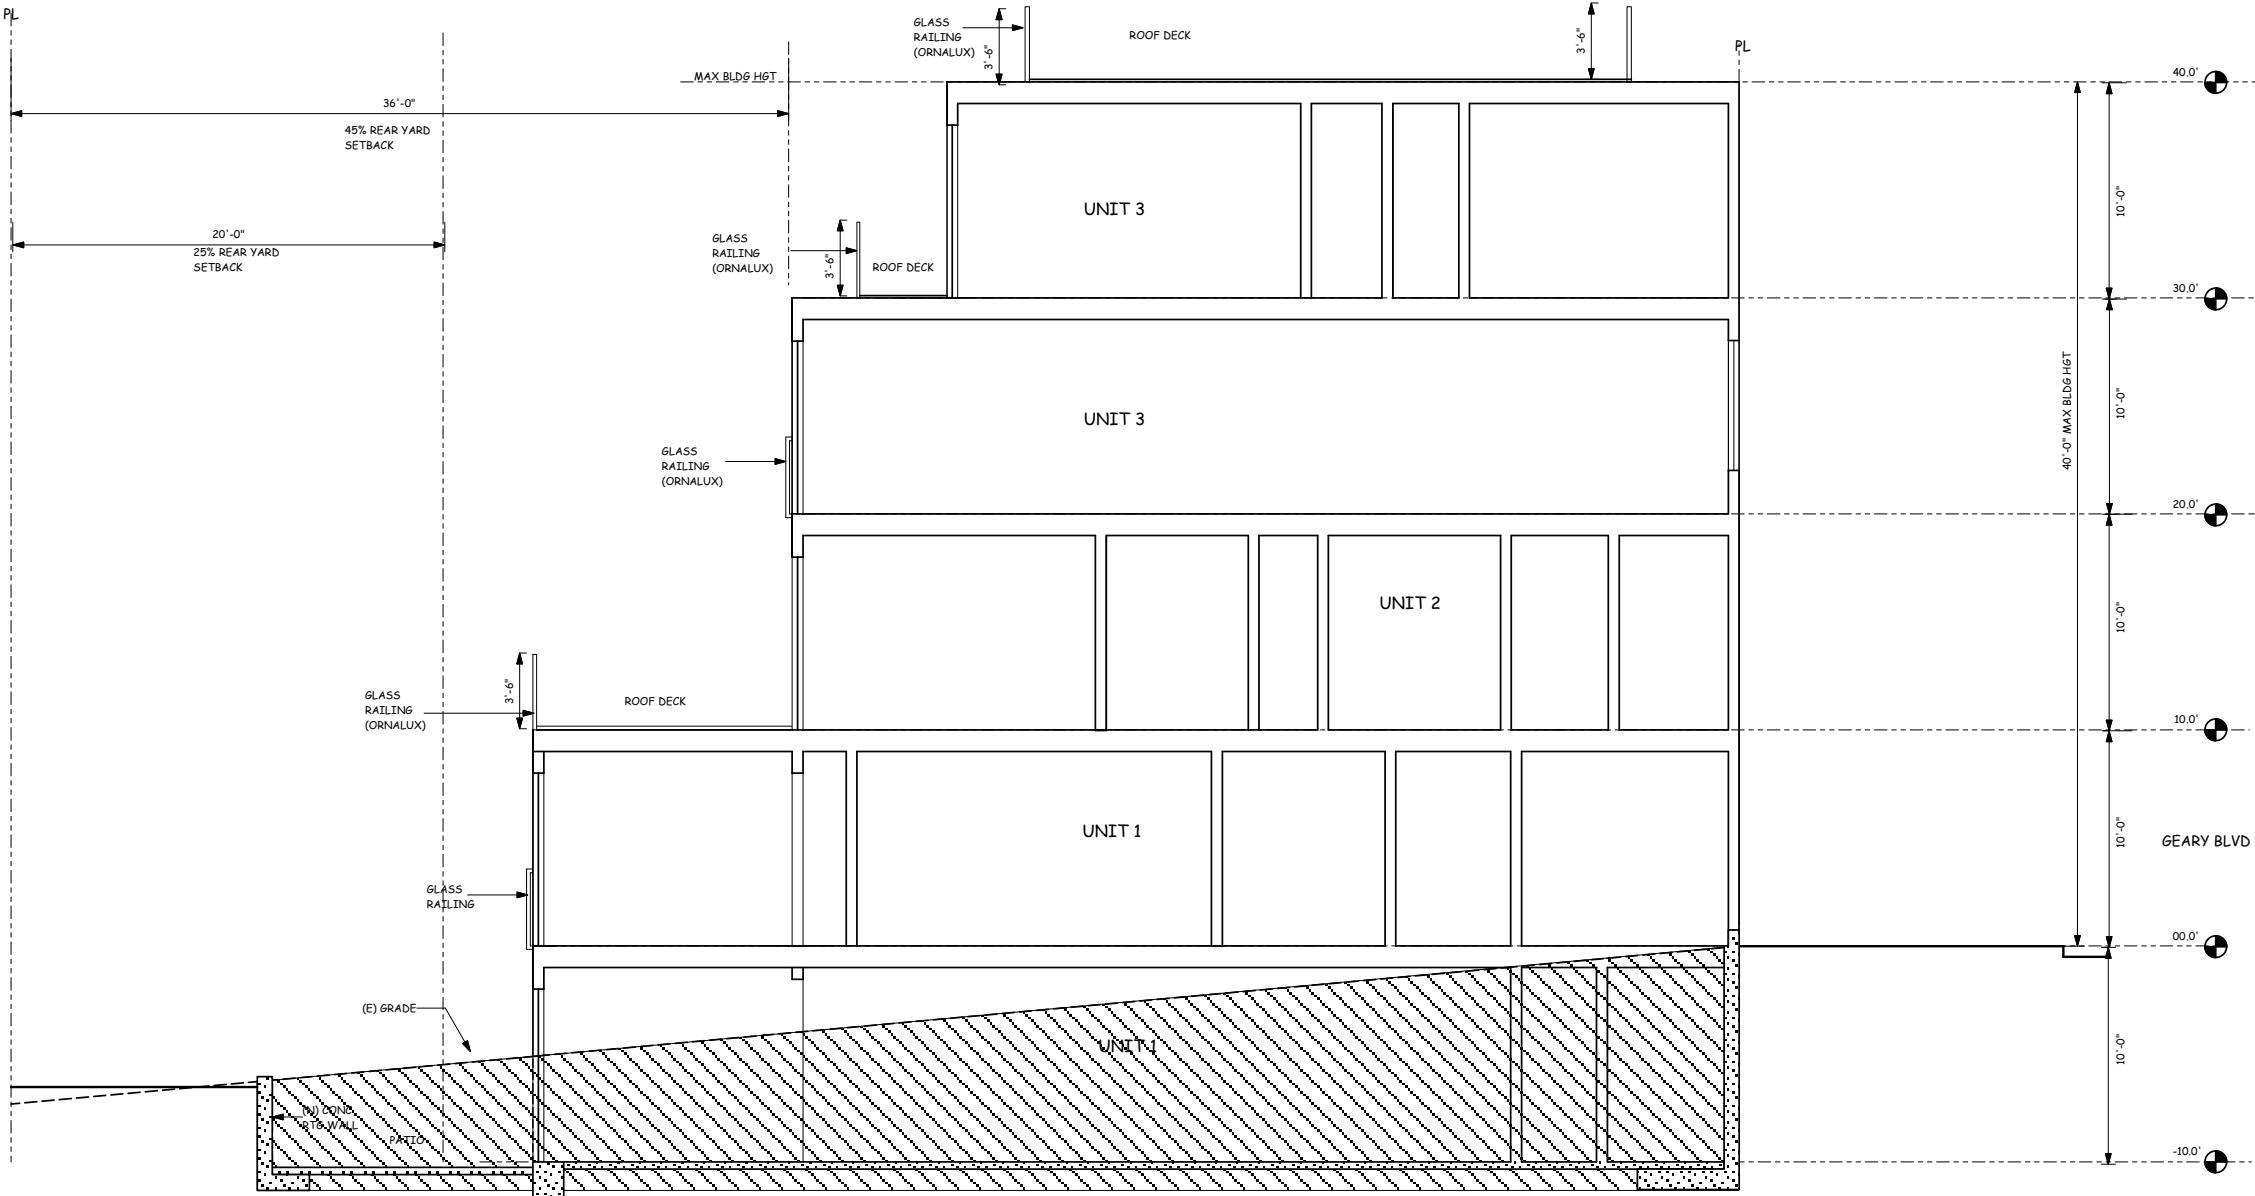 PL
GLASS
RAILING
(ORNALUX)
3'-6"
ROOF DECK
3'-6"
PL
MAX BLDG HGT
40.0'
36'-0"
45% REAR YARD
SETBACK
UNIT 3
10'-0"
20'-0"
25% REAR YARD
SETBACK
GLASS
RAILING
(ORNALUX)
3'-6"
ROOF DECK
30.0'
UNIT 3
40'-0" MAX BLDG HGT
10'-0"
GLASS
RAILING
(ORNALUX)
20.0'
UNIT 2
10'-0"
GLASS
RAILING
(ORNALUX)
3'-6"
ROOF DECK
10.0'
UNIT 1
10'-0"
GEARY BLVD
GLASS
RAILING
00.0'
(E) GRADE
UNIT 1
10'-0"
(N) CONC
RTG WALL
PATIO
-10.0'